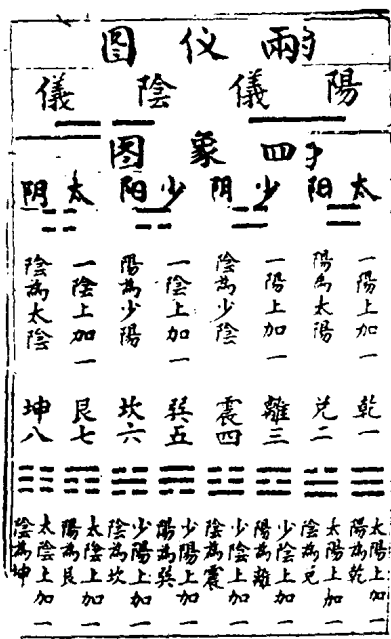 兩仪图
陽儀 陰儀
四象图
太阳 少阴 少阳 太阴
一陽上加一
陽為太陽
一陽上加一
陰為少陰
一陰上加一
陽為少陽
一陰上加一
陰為太陰
乾一
兌二
離三
震四
巽五
坎六
艮七
坤八
太陽上加一
陽為乾
太陽上加一
陰為兌
少陰上加一
陽為離
少陰上加一
陰為震
少陽上加一
陽為巽
少陽上加一
陰為坎
太陰上加一
陽為艮
太陰上加一
陰為坤